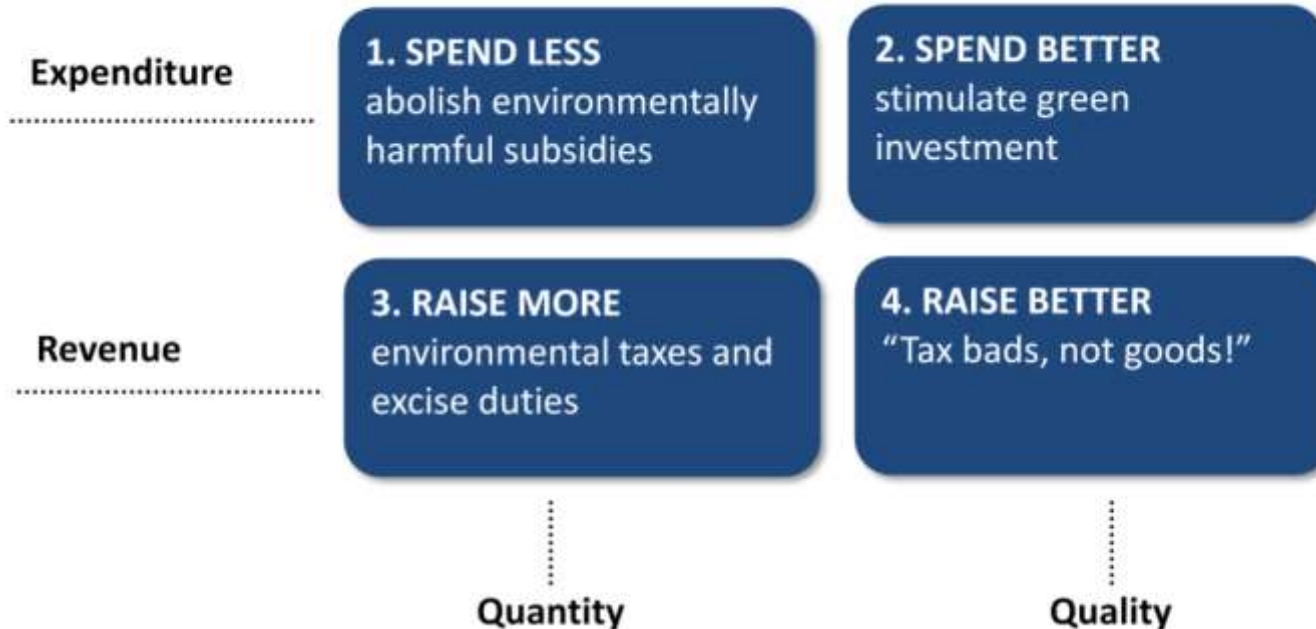 Expenditure
1. SPEND LESS
abolish environmentally
harmful subsidies
2. SPEND BETTER
stimulate green
investment
Revenue
3. RAISE MORE
environmental taxes and
excise duties
4. RAISE BETTER
“Tax bads, not goods!”
Quantity
Quality